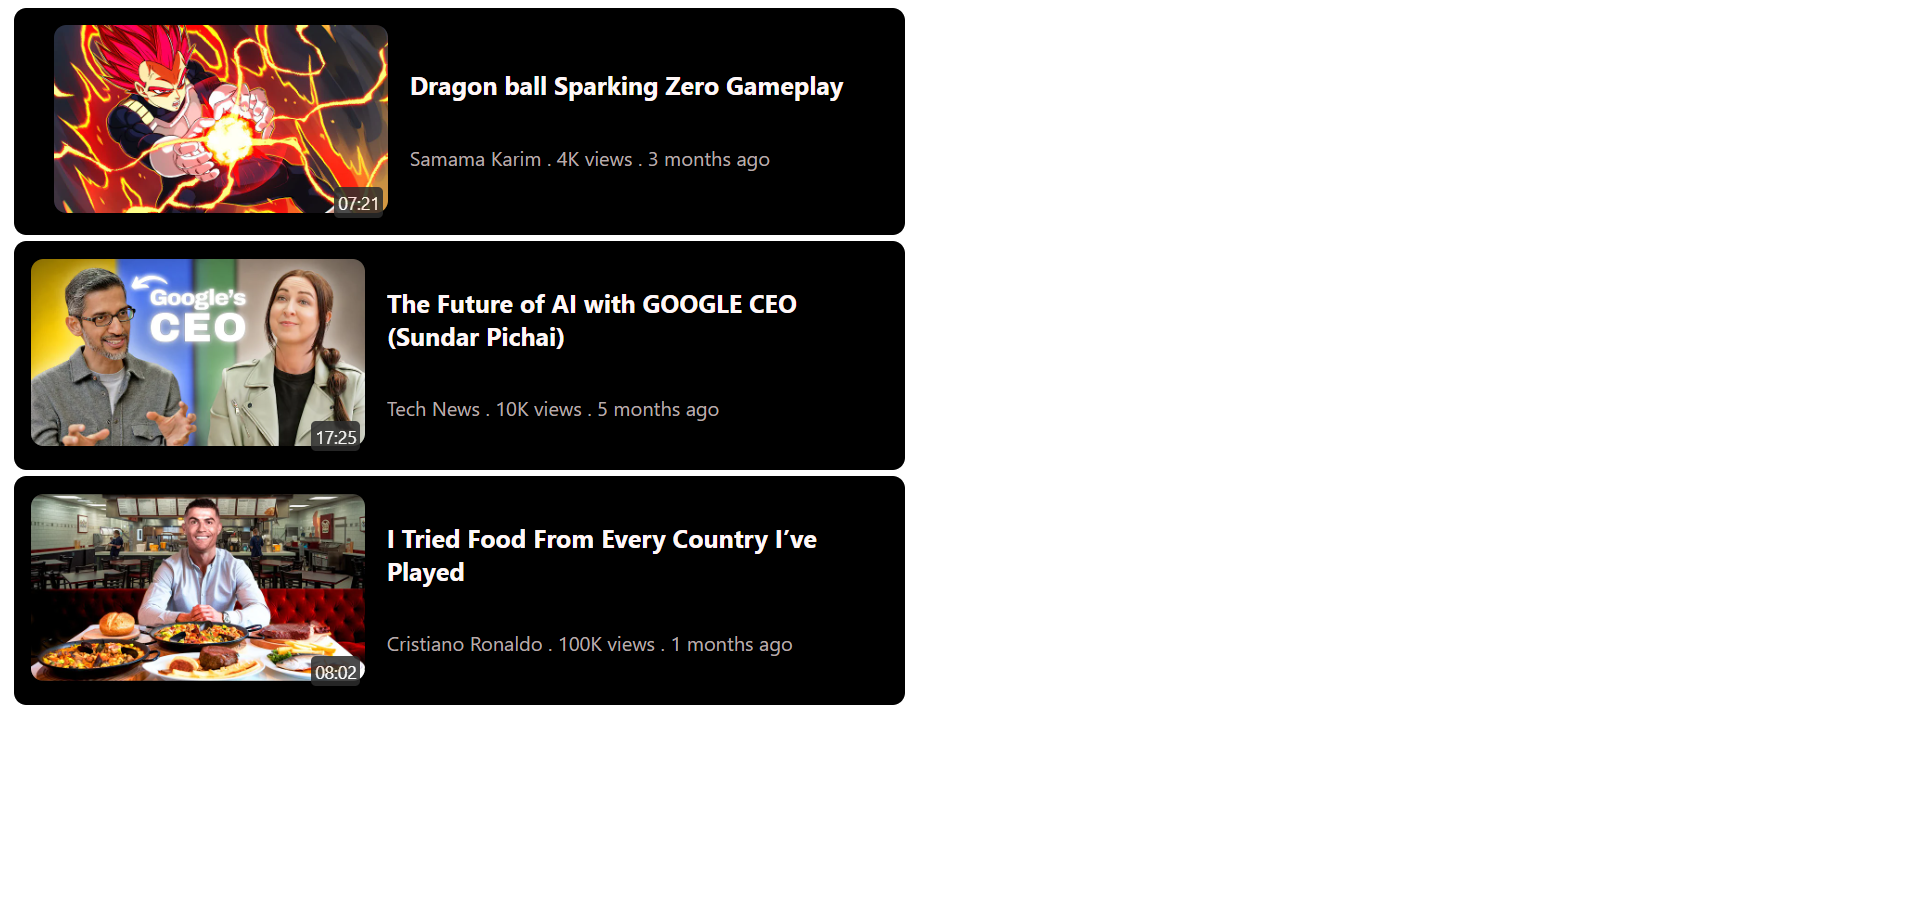 Dragon ball Sparking Zero Gameplay
Samama Karim . 4K views . 3 months ago
07:21
Google's
CEO
The Future of AI with GOOGLE CEO
(Sundar Pichai)
Tech News . 10K views . 5 months ago
17:25
I Tried Food From Every Country I’ve
Played
Cristiano Ronaldo . 100K views . 1 months ago
08:02